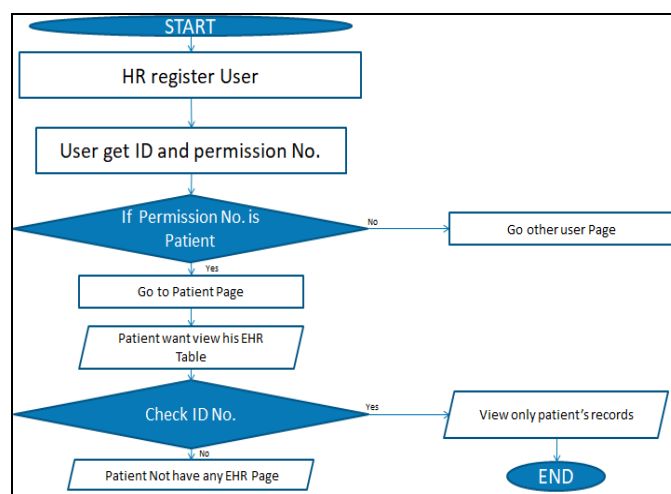 START
HR register User
User get ID and permission No.
If Permission No. is
Patient
No
Go other user Page
Yes
Go to Patient Page
Patient want view his EHR
Table
Check ID No.
Yes
View only patient's records
No
Patient Not have any EHR Page
END